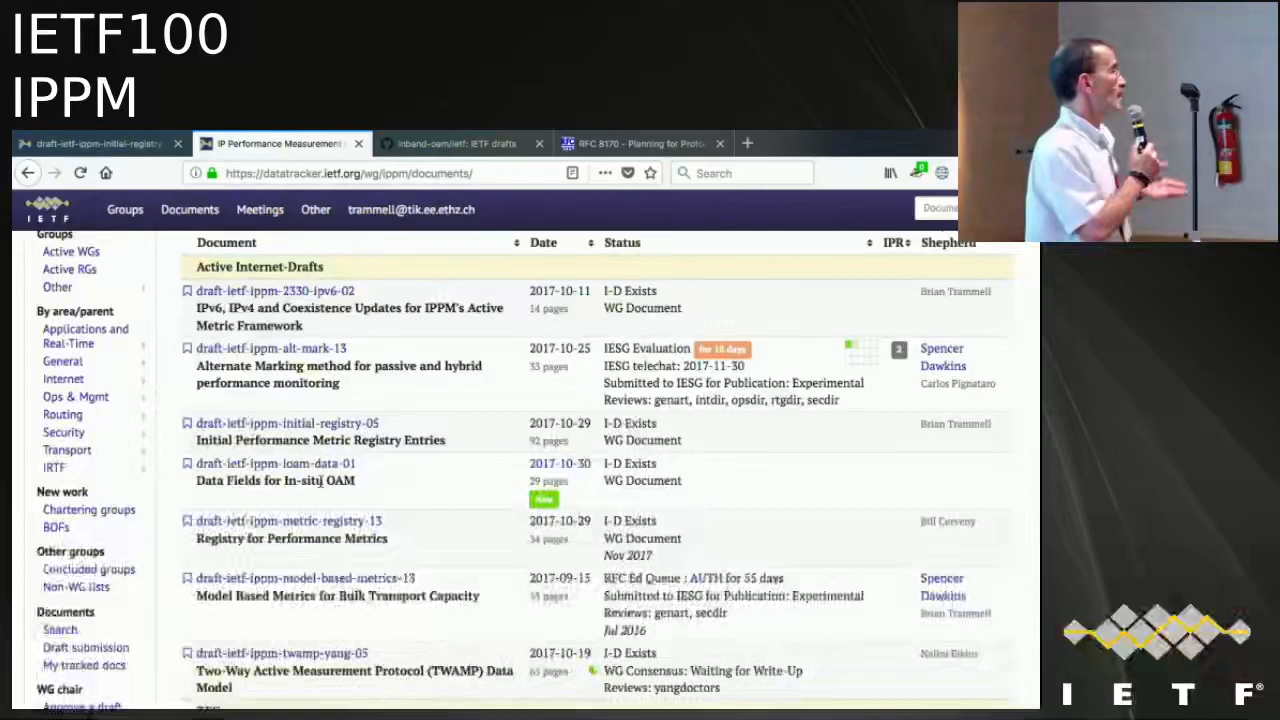 IETF100
IPPM
draft-ietf-ippm-initial-registry
IP Performance Measurement
inband-oam/ietf: IETF drafts
RFC 8170 - Planning for Proto
https://datatracker.ietf.org/wg/ippm/documents/
Search
IETF
Groups Documents Meetings Other trammell@tik.ee.ethz.ch
Groups
Active WGs
Active RGs
Other
By area/parent
Applications and
Real-Time
General
Internet
Ops & Mgmt
Routing
Security
Transport
IRTF
New work
Chartering groups
BOFs
Other groups
Concluded groups
Non-WG lists
Documents
Search
Draft submission
My tracked docs
WG chair
Approve a draft
Document Date Status IPR Shepherd
Active Internet-Drafts
draft-ietf-ippm-2330-ipv6-02 2017-10-11 I-D Exists Brian Trammell
IPv6, IPv4 and Coexistence Updates for IPPM's Active 14 pages WG Document
Metric Framework
draft-ietf-ippm-alt-mark-13 2017-10-25 IESG Evaluation for 18 days 2 Spencer
Alternate Marking method for passive and hybrid 33 pages IESG telechat: 2017-11-30 Dawkins
performance monitoring Submitted to IESG for Publication: Experimental Carlos Pignataro
Reviews: genart, intdir, opsdir, rtgdir, secdir
draft-ietf-ippm-initial-registry-05 2017-10-29 I-D Exists Brian Trammell
Initial Performance Metric Registry Entries 92 pages WG Document
draft-ietf-ippm-ioam-data-01 2017-10-30 I-D Exists
Data Fields for In-situ OAM 29 pages WG Document
New
draft-ietf-ippm-metric-registry-13 2017-10-29 I-D Exists Bill Cerveny
Registry for Performance Metrics 34 pages WG Document
Nov 2017
draft-ietf-ippm-model-based-metrics-13 2017-09-15 RFC Ed Queue : AUTH for 55 days Spencer
Model Based Metrics for Bulk Transport Capacity pages Submitted to IESG for Publication: Experimental Dawkins
Reviews: genart, secdir Brian Trammell
Jul 2016
draft-ietf-ippm-twamp-yang-05 2017-10-19 I-D Exists Nalini Elkins
Two-Way Active Measurement Protocol (TWAMP) Data pages WG Consensus: Waiting for Write-Up
Model Reviews: yangdoctors
IETF®